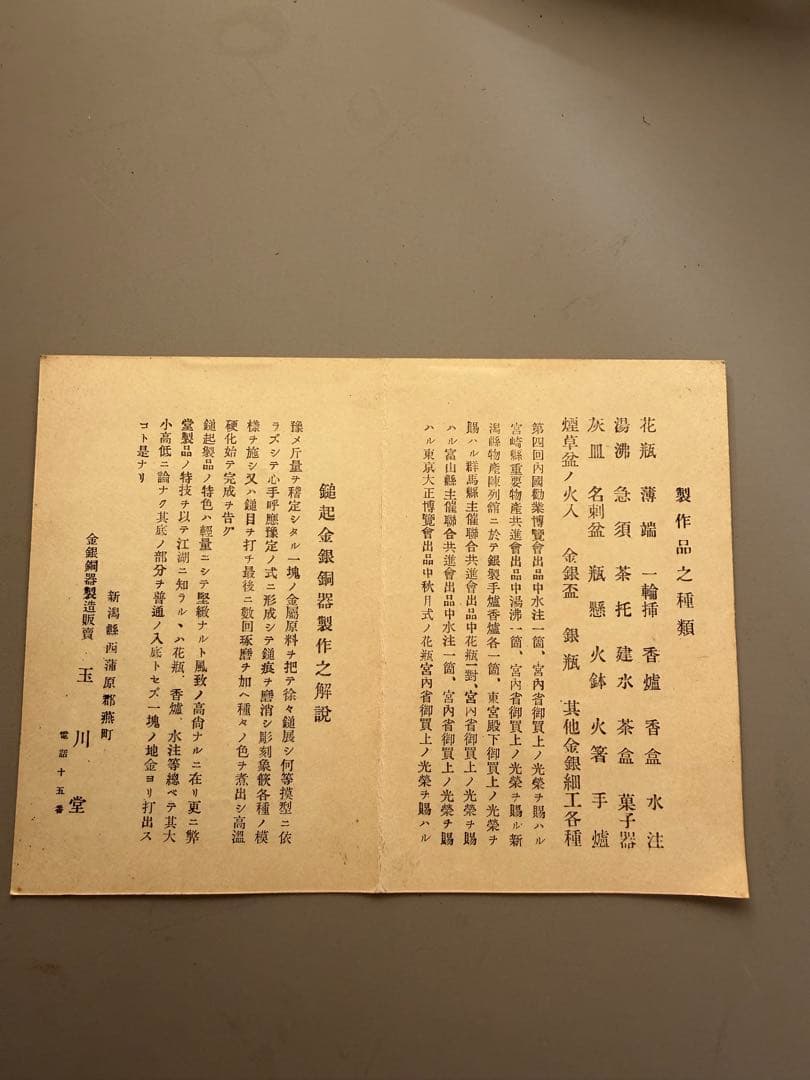 製作品之種類
花瓶 薄端 一輪挿 香爐 香盒 水注
湯沸 急須 茶托 建水 茶盒 菓子器
灰皿 名刺盆 瓶懸 火鉢 火箸 手爐
煙草盆ノ火入 金銀盃 銀瓶 其他金銀細工各種
第四回內國勸業博覽會出品中水注一箇、宮內省御買上ノ光榮ヲ賜ハル
宮崎縣重要物產共進會出品中湯沸一箇、宮內省御買上ノ光榮ヲ賜ル新
潟縣物產陳列館ニ於テ銀製手爐香爐各一箇、東宮殿下御買上ノ光榮ヲ
賜ハル群馬縣主催聯合共進會出品中花瓶一對、宮內省御買上ノ光榮ヲ賜
ハル富山縣主催聯合共進會出品中水注一箇、宮內省御買上ノ光榮ヲ賜
ハル東京大正博覽會出品中秋月式ノ花瓶宮內省御買上ノ光榮ヲ賜ハル
鎚起金銀銅器製作之解說
豫メ斤量ヲ稽定シタル一塊ノ金屬原料ヲ把テ徐々鎚展シ何等摸型ニ依
ラズシテ心手呼應豫定ノ式ニ形成シテ鎚痕ヲ磨消シ彫刻象篏各種ノ模
樣ヲ施シ又ハ鎚目ヲ打チ最後ニ數回琢磨ヲ加ヘ種々ノ色ヲ煮出シ高溫
硬化始テ完成ヲ告グ
鎚起製品ノ特色ハ輕量ニシテ堅緻ナルト風致ノ高尙ナルニ在リ更ニ弊
堂製品ノ特技ヲ以テ江湖ニ知ラルヽハ花瓶、香爐、水注等總ベテ其大
小高低ニ論ナク其底ノ部分ヲ普通ノ入底トセズ一塊ノ地金ヨリ打出ス
コト是ナリ
新潟縣西蒲原郡燕町
金銀銅器製造販賣 玉川堂
電話十五番